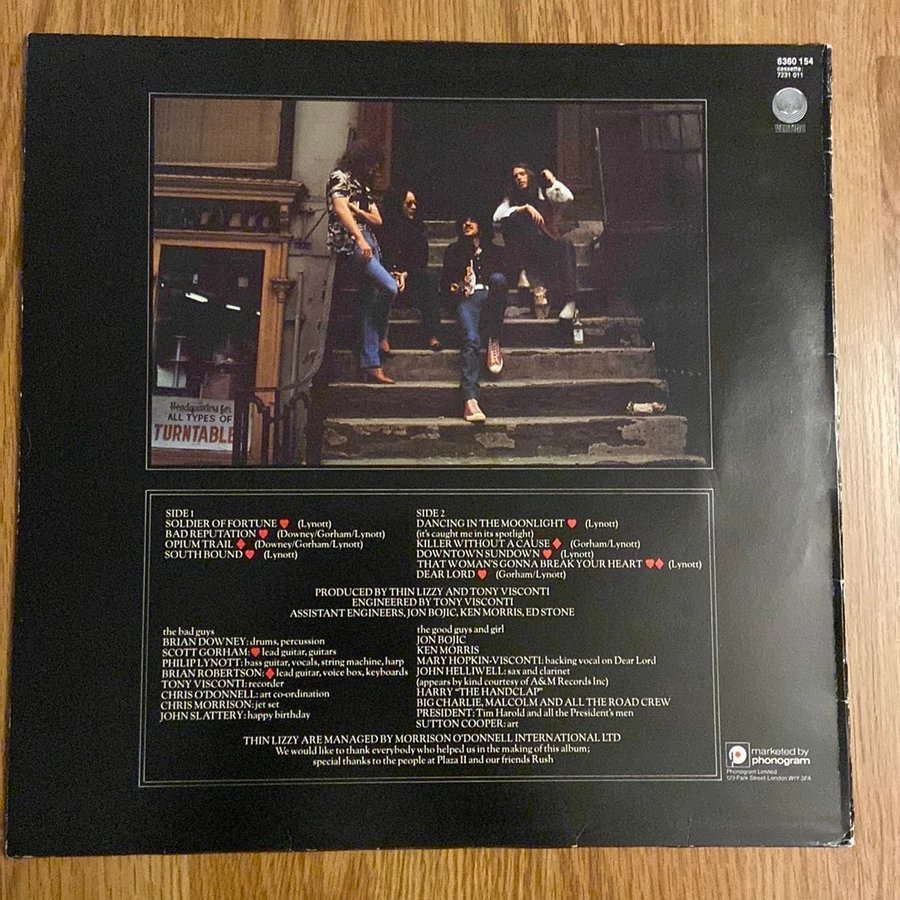 6360 154
cassette:
7231 011
VERTIGO
Headquarters for
ALL TYPES OF
TURNTABLE
SIDE 1
SOLDIER OF FORTUNE ♥ (Lynott)
BAD REPUTATION ♥ (Downey/Gorham/Lynott)
OPIUM TRAIL ♦ (Downey/Gorham/Lynott)
SOUTH BOUND ♥ (Lynott)
SIDE 2
DANCING IN THE MOONLIGHT ♥ (Lynott)
(it's caught me in its spotlight)
KILLER WITHOUT A CAUSE ♦ (Gorham/Lynott)
DOWNTOWN SUNDOWN ♥ (Lynott)
THAT WOMAN'S GONNA BREAK YOUR HEART ♥♦ (Lynott)
DEAR LORD ♥ (Gorham/Lynott)
PRODUCED BY THIN LIZZY AND TONY VISCONTI
ENGINEERED BY TONY VISCONTI
ASSISTANT ENGINEERS, JON BOJIC, KEN MORRIS, ED STONE
the bad guys
BRIAN DOWNEY: drums, percussion
SCOTT GORHAM: ♥ lead guitar, guitars
PHILIP LYNOTT: bass guitar, vocals, string machine, harp
BRIAN ROBERTSON: ♦ lead guitar, voice box, keyboards
TONY VISCONTI: recorder
CHRIS O'DONNELL: art co-ordination
CHRIS MORRISON: jet set
JOHN SLATTERY: happy birthday
the good guys and girl
JON BOJIC
KEN MORRIS
MARY HOPKIN-VISCONTI: backing vocal on Dear Lord
JOHN HELLIWELL: sax and clarinet
(appears by kind courtesy of A&M Records Inc)
HARRY "THE HANDCLAP"
BIG CHARLIE, MALCOLM AND ALL THE ROAD CREW
PRESIDENT: Tim Harold and all the President's men
SUTTON COOPER: art
THIN LIZZY ARE MANAGED BY MORRISON O'DONNELL INTERNATIONAL LTD
We would like to thank everybody who helped us in the making of this album;
special thanks to the people at Plaza II and our friends Rush
marketed by
phonogram
Phonogram Limited
129 Park Street London W1Y 3FA